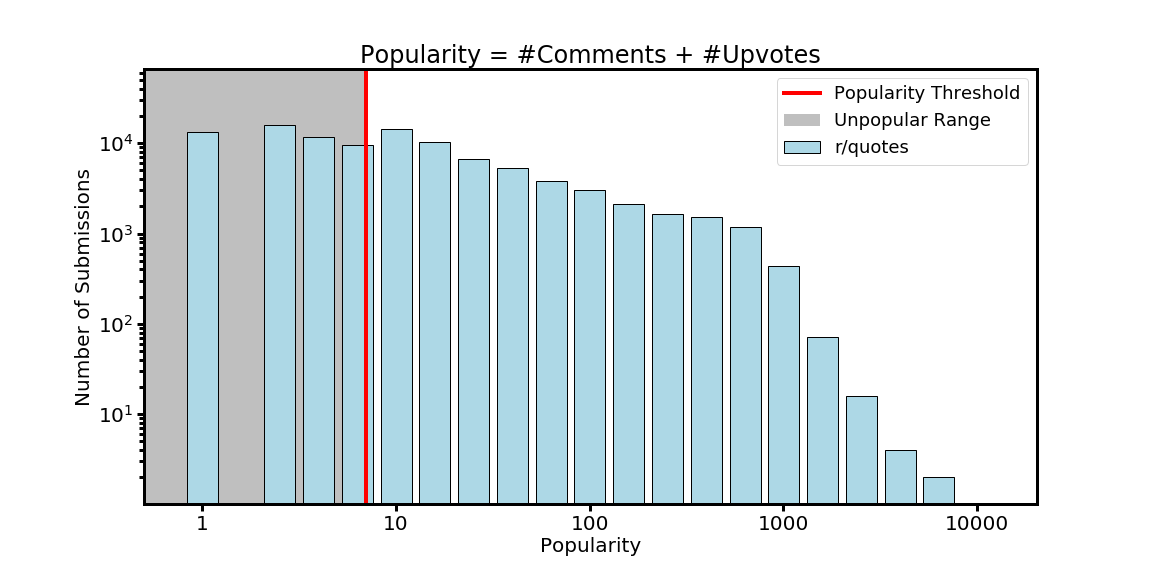 Popularity = #Comments + #Upvotes
Popularity Threshold
Unpopular Range
r/quotes
Number of Submissions
10⁴
10³
10²
10¹
1 10 100 1000 10000
Popularity